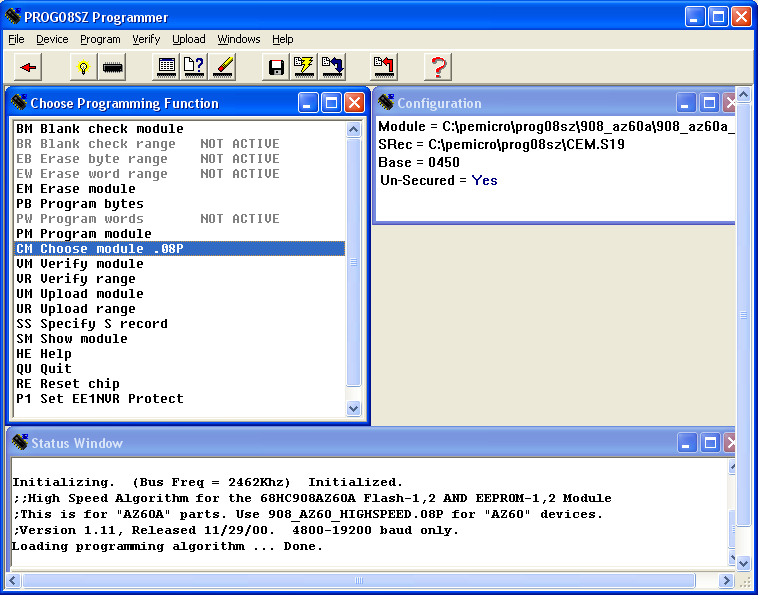 PROG08SZ Programmer
File Device Program Verify Upload Windows Help
Choose Programming Function
BM Blank check module
BR Blank check range NOT ACTIVE
EB Erase byte range NOT ACTIVE
EW Erase word range NOT ACTIVE
EM Erase module
PB Program bytes
PW Program words NOT ACTIVE
PM Program module
CM Choose module .08P
VM Verify module
VR Verify range
UM Upload module
UR Upload range
SS Specify S record
SM Show module
HE Help
QU Quit
RE Reset chip
P1 Set EE1NVR Protect
Configuration
Module = C:\pemicro\prog08sz\908_az60a\908_az60a_
SRec = C:\pemicro\prog08sz\CEM.S19
Base = 0450
Un-Secured = Yes
Status Window
Initializing. (Bus Freq = 2462Khz) Initialized.
;;High Speed Algorithm for the 68HC908AZ60A Flash-1,2 AND EEPROM-1,2 Module
;This is for "AZ60A" parts. Use 908_AZ60_HIGHSPEED.08P for "AZ60" devices.
;Version 1.11, Released 11/29/00. 4800-19200 baud only.
Loading programming algorithm ... Done.